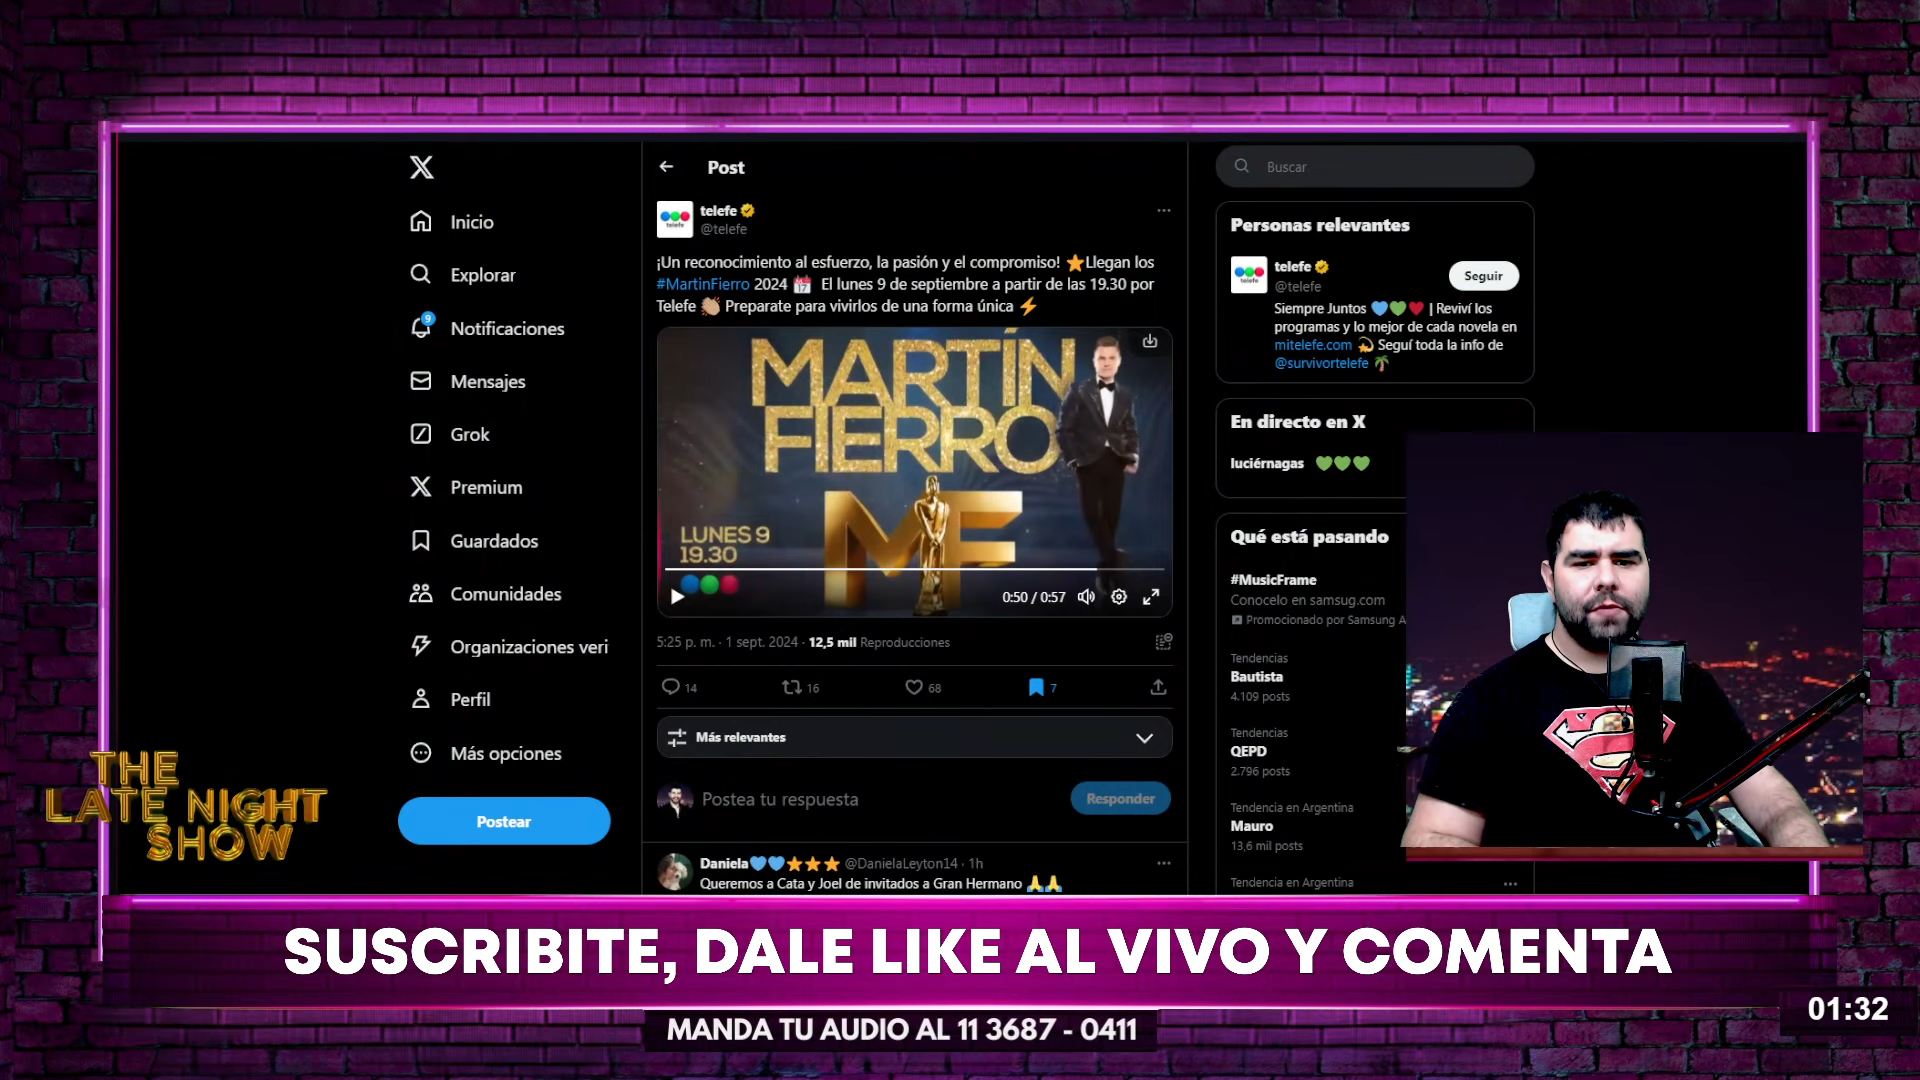 Inicio
Explorar
9
Notificaciones
Mensajes
Grok
Premium
Guardados
Comunidades
Organizaciones veri
Perfil
Más opciones
Postear
THE
LATE NIGHT
SHOW
Post
telefe
@telefe
¡Un reconocimiento al esfuerzo, la pasión y el compromiso! ⭐Llegan los
#MartinFierro 2024 📅 El lunes 9 de septiembre a partir de las 19.30 por
Telefe 👏🏼 Preparate para vivirlos de una forma única ⚡
MARTÍN
FIERRO
MF
LUNES 9
19.30
0:50 / 0:57
5:25 p. m. · 1 sept. 2024 · 12,5 mil Reproducciones
14 16 68 7
Más relevantes
Postea tu respuesta
Responder
Daniela💙💙⭐⭐⭐ @DanielaLeyton14 · 1h
Queremos a Cata y Joel de invitados a Gran Hermano 🙏🙏
Buscar
Personas relevantes
telefe
@telefe
Seguir
Siempre Juntos 💙💚❤️ | Reviví los
programas y lo mejor de cada novela en
mitelefe.com 💫 Seguí toda la info de
@survivortelefe 🌴
En directo en X
luciérnagas 💚💚💚
Qué está pasando
#MusicFrame
Conocelo en samsug.com
Promocionado por Samsung A
Tendencias
Bautista
4.109 posts
Tendencias
QEPD
2.796 posts
Tendencia en Argentina
Mauro
13,6 mil posts
Tendencia en Argentina
SUSCRIBITE, DALE LIKE AL VIVO Y COMENTA
01:32
MANDA TU AUDIO AL 11 3687 - 0411